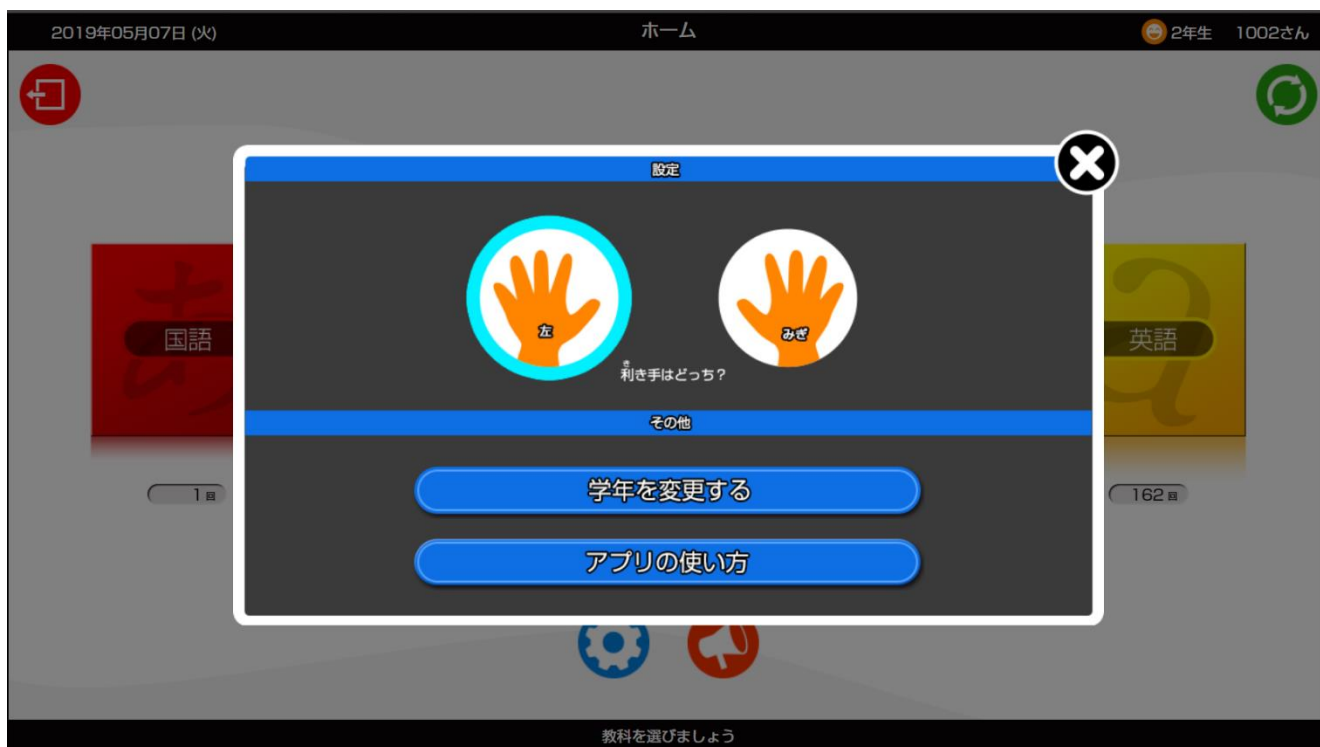 2019年05月07日 (火)
ホーム
2年生 1002さん
設定
左
みぎ
き
利き手はどっち？
その他
学年を変更する
アプリの使い方
あ
国語
1回
a
英語
162回
教科を選びましょう